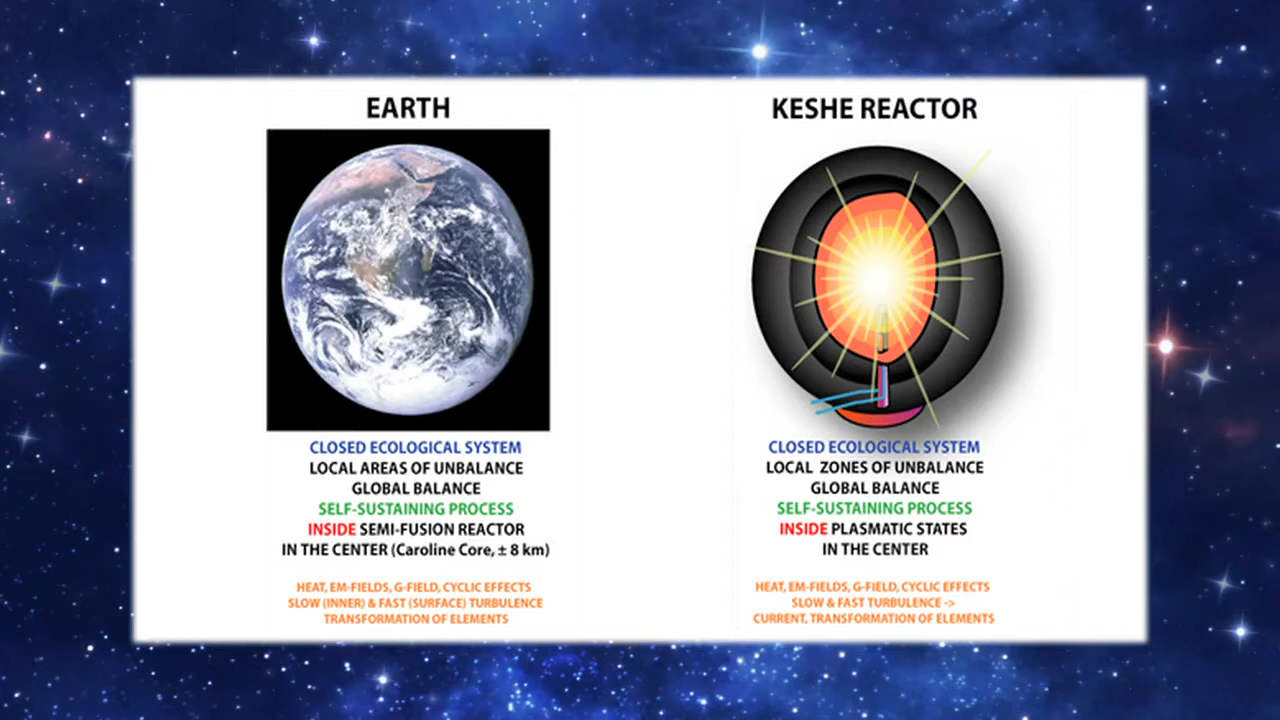 EARTH
CLOSED ECOLOGICAL SYSTEM
LOCAL AREAS OF UNBALANCE
GLOBAL BALANCE
SELF-SUSTAINING PROCESS
INSIDE SEMI-FUSION REACTOR
IN THE CENTER (Caroline Core, ± 8 km)
HEAT, EM-FIELDS, G-FIELD, CYCLIC EFFECTS
SLOW (INNER) & FAST (SURFACE) TURBULENCE
TRANSFORMATION OF ELEMENTS
KESHE REACTOR
CLOSED ECOLOGICAL SYSTEM
LOCAL ZONES OF UNBALANCE
GLOBAL BALANCE
SELF-SUSTAINING PROCESS
INSIDE PLASMATIC STATES
IN THE CENTER
HEAT, EM-FIELDS, G-FIELD, CYCLIC EFFECTS
SLOW & FAST TURBULENCE ->
CURRENT, TRANSFORMATION OF ELEMENTS